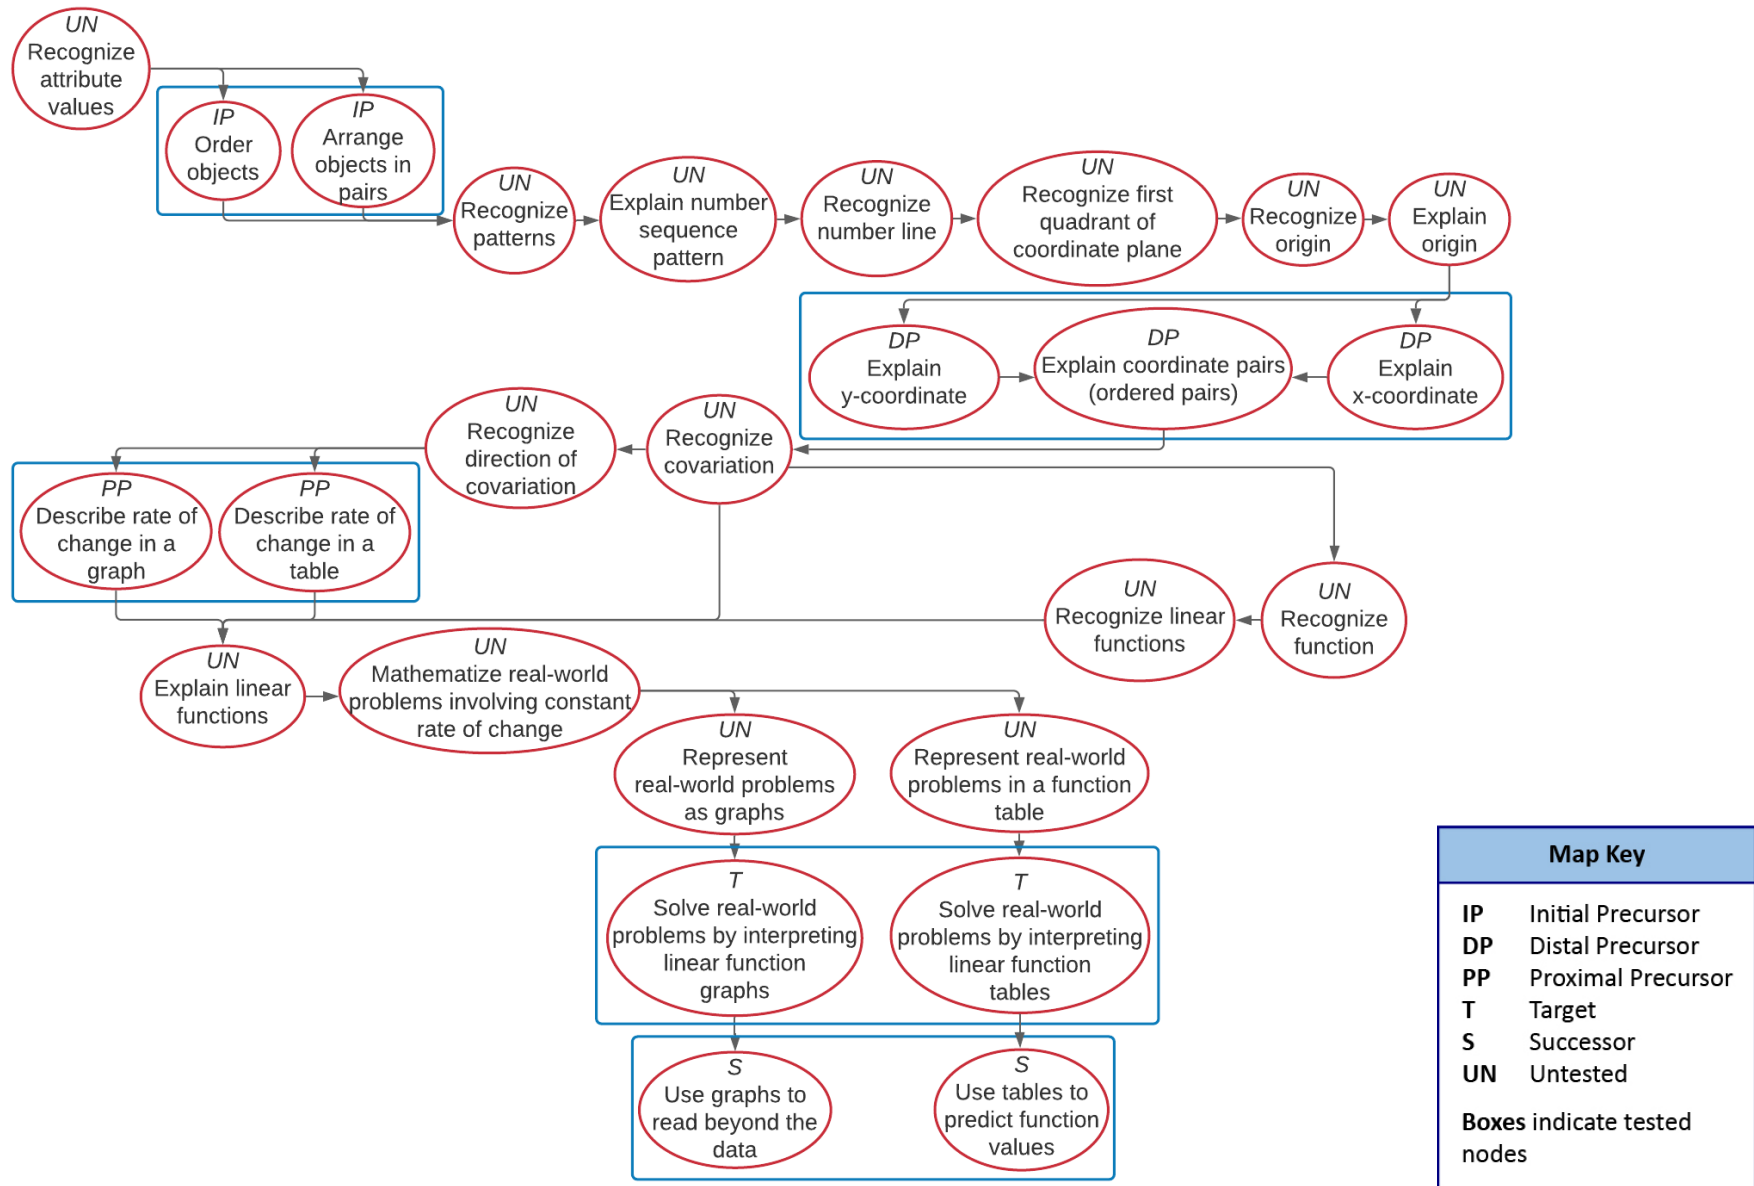 UN
Recognize
attribute
values
IP
Order
objects
IP
Arrange
objects in
pairs
UN
Recognize
patterns
UN
Explain number
sequence
pattern
UN
Recognize
number line
UN
Recognize first
quadrant of
coordinate plane
UN
Recognize
origin
UN
Explain
origin
DP
Explain
y-coordinate
DP
Explain coordinate pairs
(ordered pairs)
DP
Explain
x-coordinate
UN
Recognize
covariation
UN
Recognize
direction of
covariation
PP
Describe rate of
change in a
graph
PP
Describe rate of
change in a
table
UN
Recognize function
UN
Recognize linear
functions
UN
Explain linear
functions
UN
Mathematize real-world
problems involving constant
rate of change
UN
Represent
real-world problems
as graphs
UN
Represent real-world
problems in a function
table
T
Solve real-world
problems by interpreting
linear function
graphs
T
Solve real-world
problems by interpreting
linear function
tables
S
Use graphs to
read beyond the
data
S
Use tables to
predict function
values
Map Key
IP Initial Precursor
DP Distal Precursor
PP Proximal Precursor
T Target
S Successor
UN Untested
Boxes indicate tested
nodes